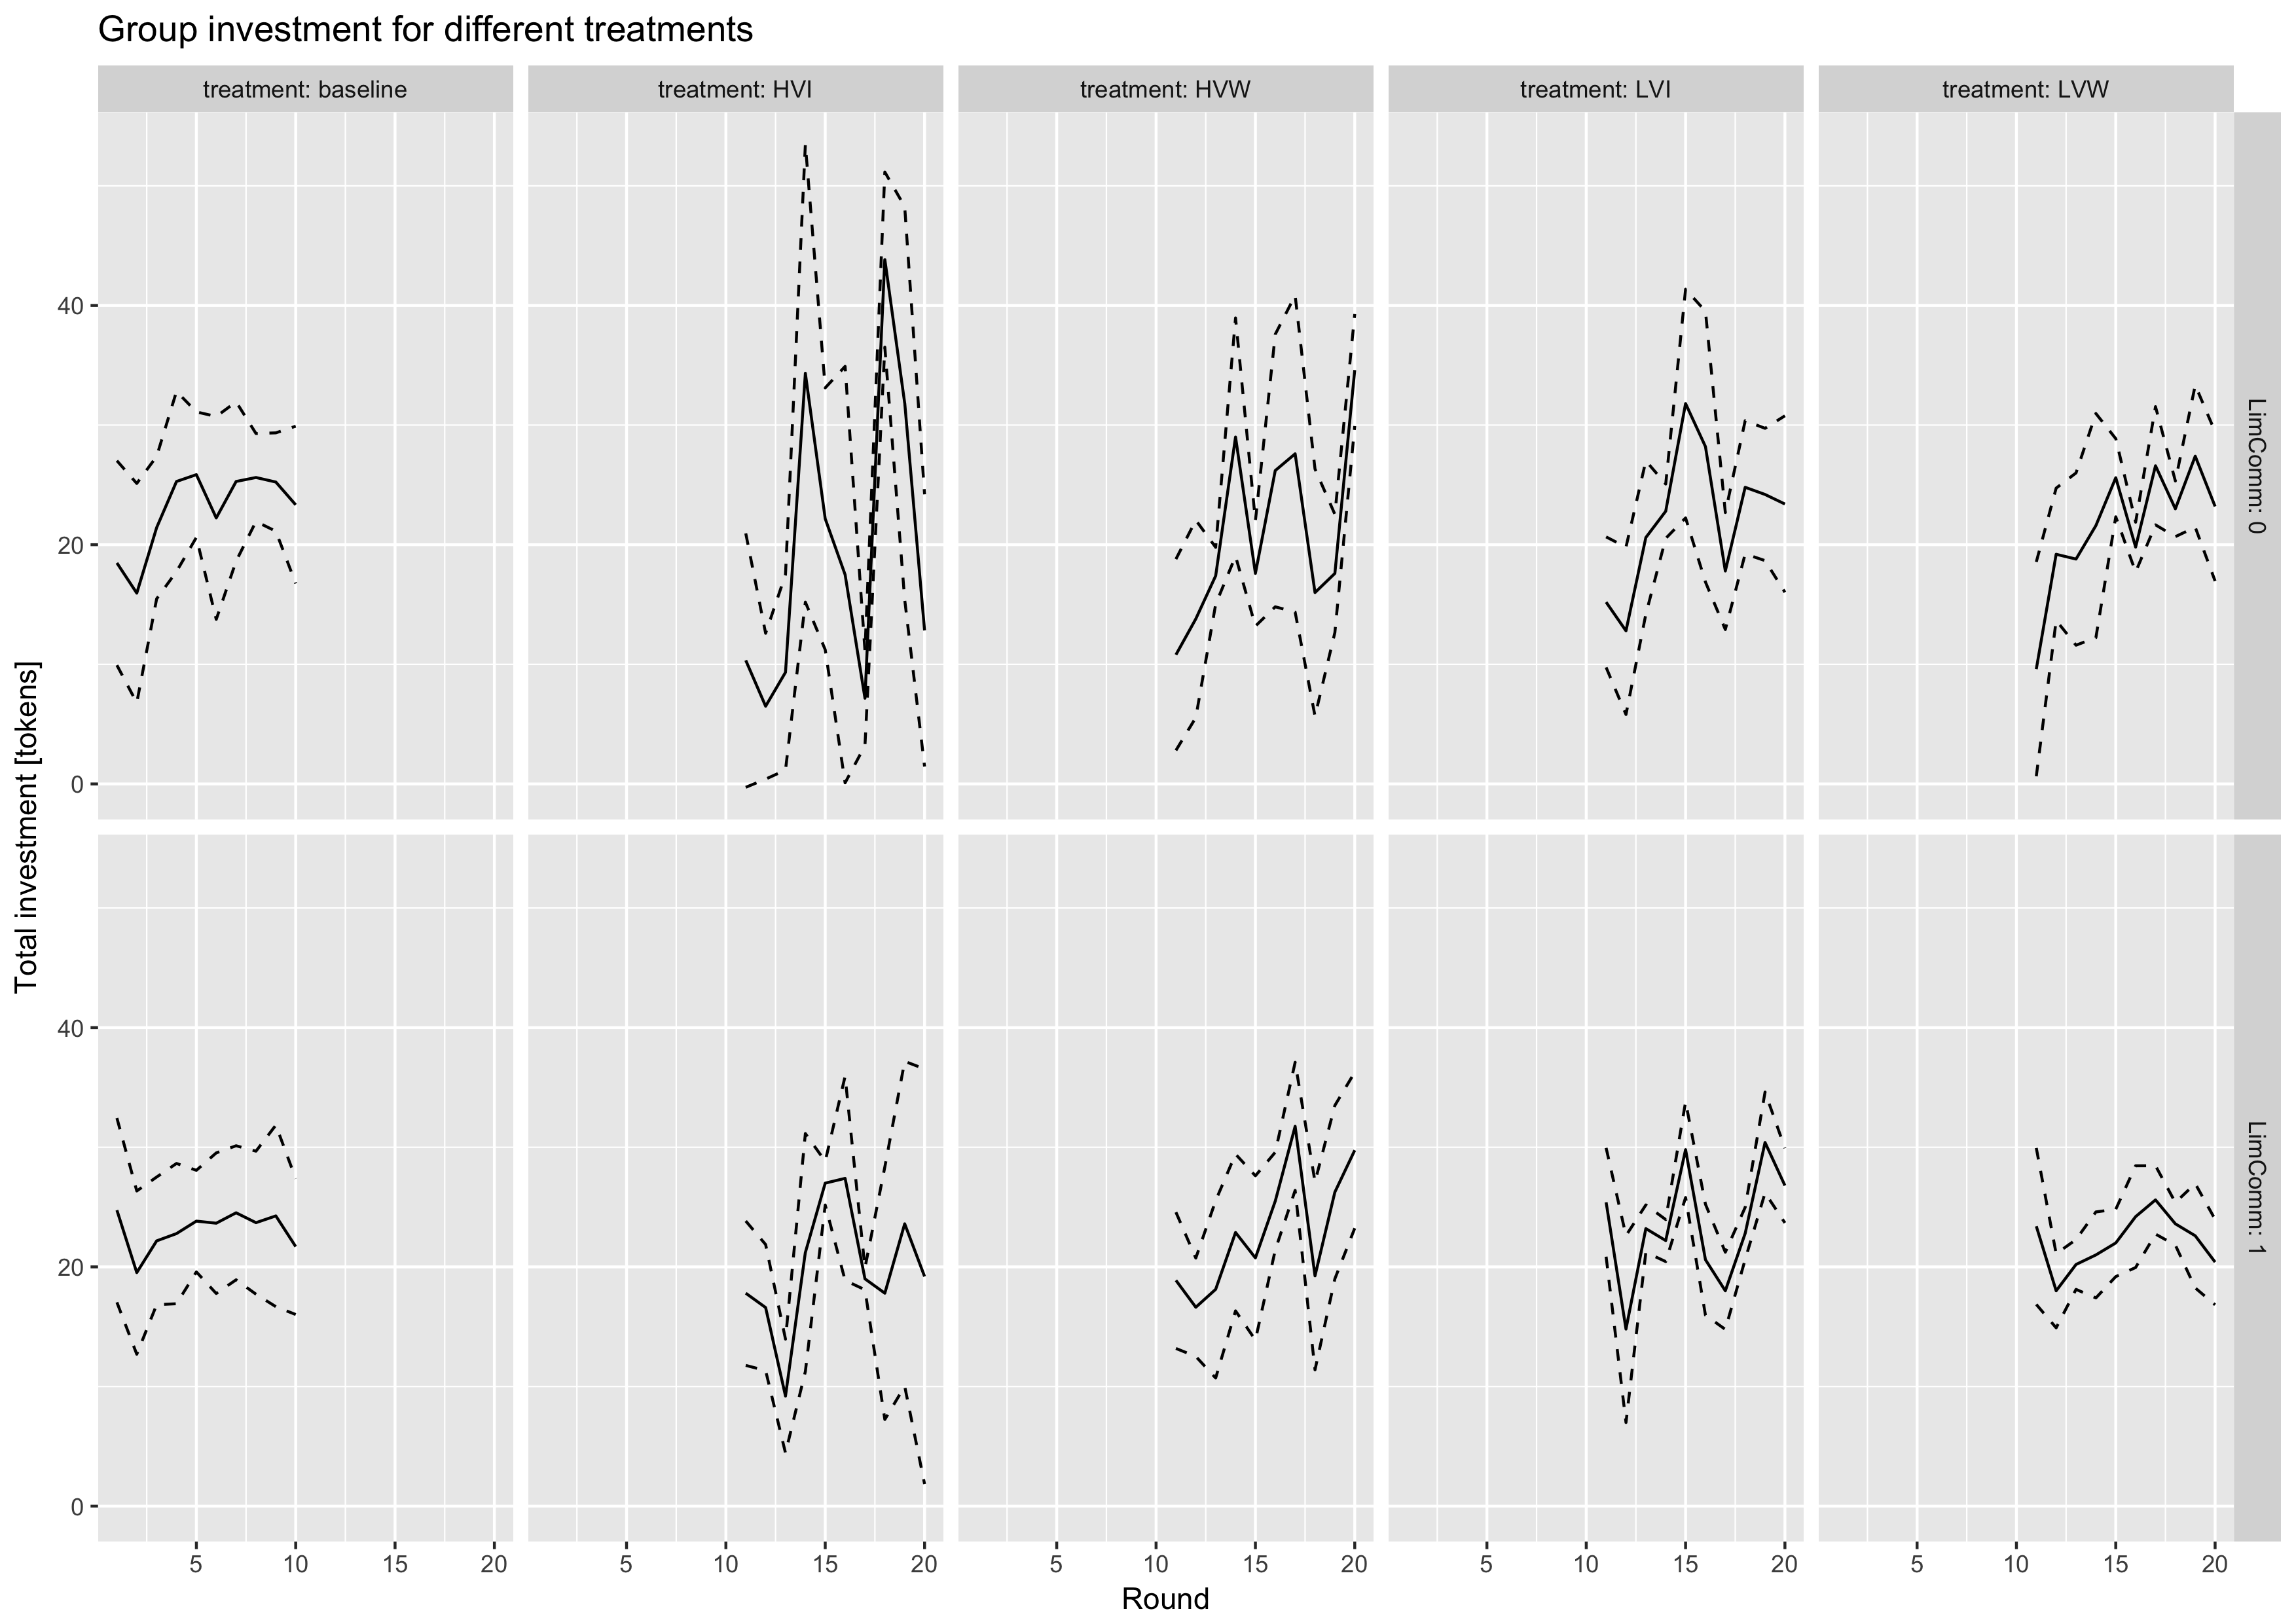 Group investment for different treatments
treatment: baseline
treatment: HVI
treatment: HVW
treatment: LVI
treatment: LVW
40
20
0
LimComm: 0
Total investment [tokens]
40
20
0
LimComm: 1
5 10 15 20
5 10 15 20
5 10 15 20
5 10 15 20
5 10 15 20
Round